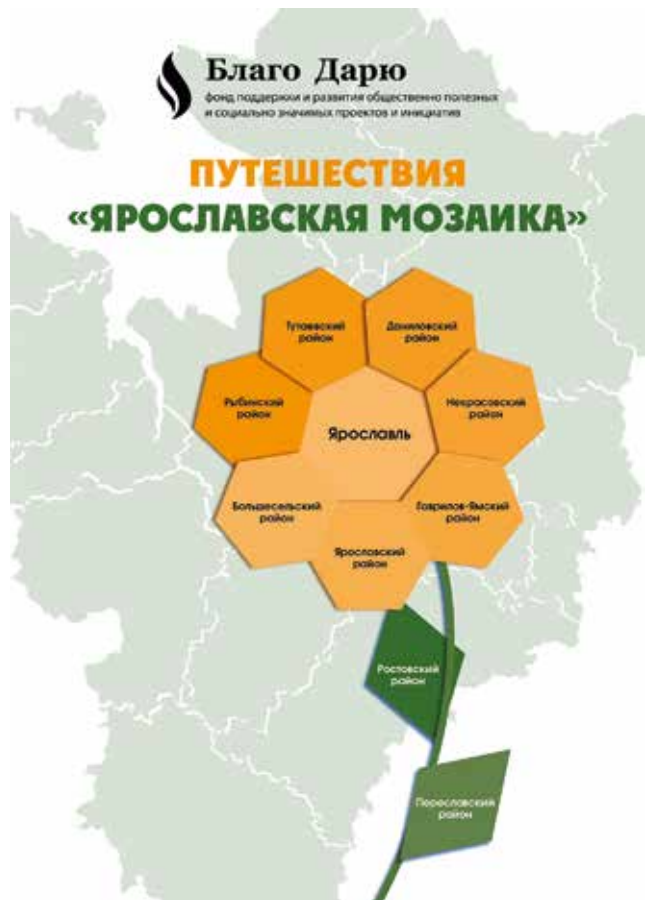 Благо Дарю
фонд поддержки и развития общественно полезных
и социально значимых проектов и инициатив
ПУТЕШЕСТВИЯ
«ЯРОСЛАВСКАЯ МОЗАИКА»
Тутаевский
район
Даниловский
район
Рыбинский
район
Некрасовский
район
Ярославль
Большесельский
район
Гаврилов-Ямский
район
Ярославский
район
Ростовский
район
Переславский
район